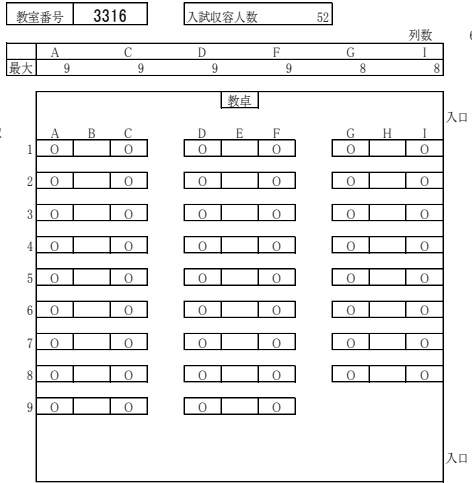 教室番号 3316 入試収容人数 52
列数 6
A C D F G I
最大 9 9 9 9 8 8
教卓
入口
A B C D E F G H I
1 O O O O O O
2 O O O O O O
3 O O O O O O
4 O O O O O O
5 O O O O O O
6 O O O O O O
7 O O O O O O
8 O O O O O O
9 O O O O
入口